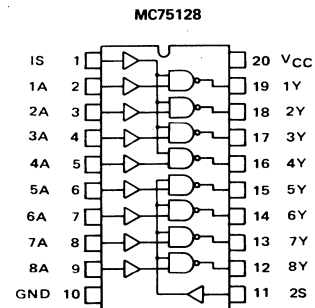 MC75128
IS 1 20 VCC
1A 2 19 1Y
2A 3 18 2Y
3A 4 17 3Y
4A 5 16 4Y
5A 6 15 5Y
6A 7 14 6Y
7A 8 13 7Y
8A 9 12 8Y
GND 10 11 2S